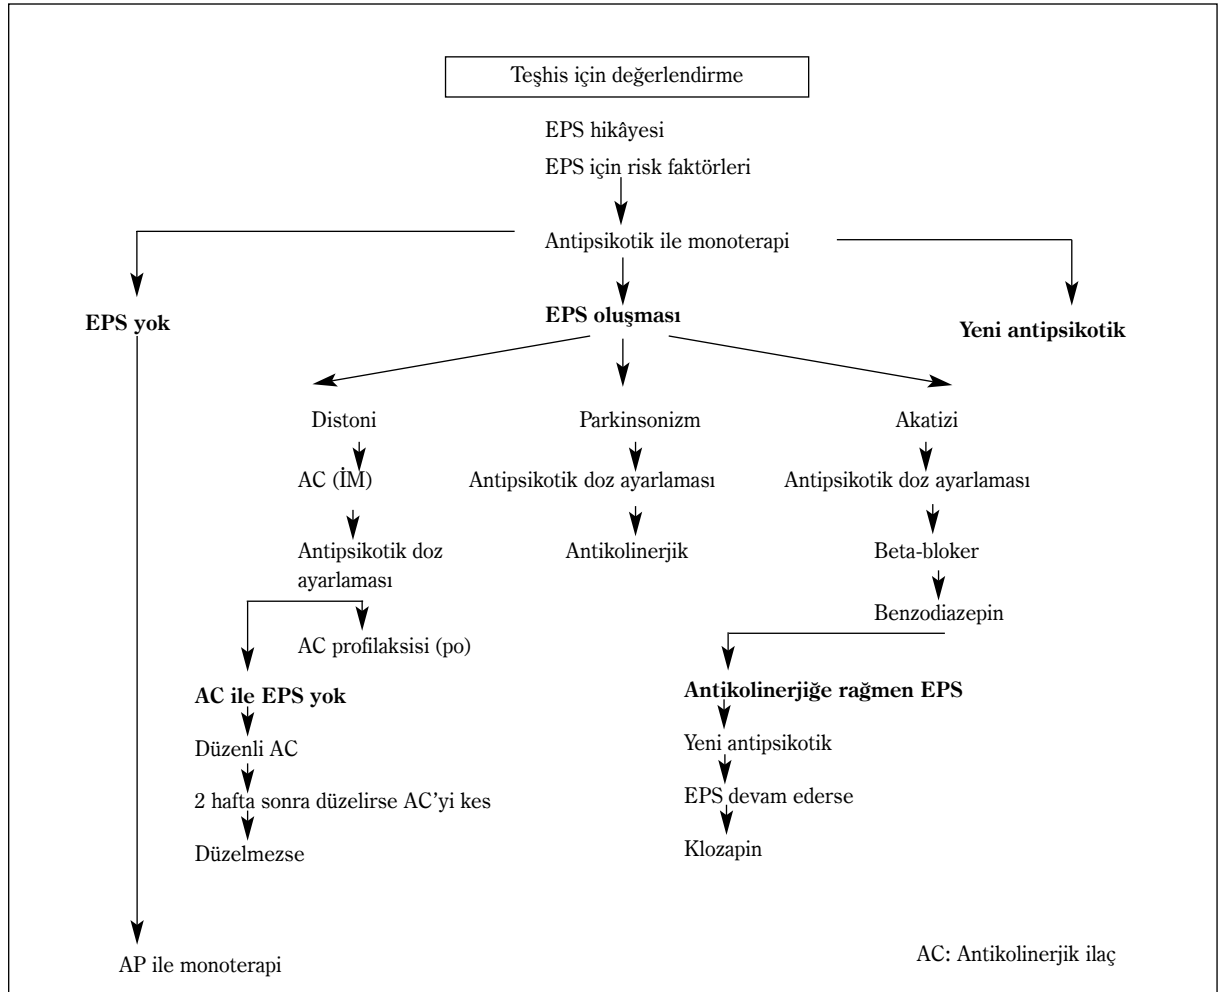 Teşhis için değerlendirme
EPS hikâyesi
EPS için risk faktörleri
Antipsikotik ile monoterapi
EPS yok
EPS oluşması
Yeni antipsikotik
Distoni
Parkinsonizm
Akatizi
AC (İM)
Antipsikotik doz ayarlaması
Antipsikotik doz ayarlaması
Antipsikotik doz
ayarlaması
Antikolinerjik
Beta-bloker
Benzodiazepin
AC profilaksisi (po)
AC ile EPS yok
Antikolinerjiğe rağmen EPS
Düzenli AC
Yeni antipsikotik
2 hafta sonra düzelirse AC’yi kes
EPS devam ederse
Düzelmezse
Klozapin
AP ile monoterapi
AC: Antikolinerjik ilaç